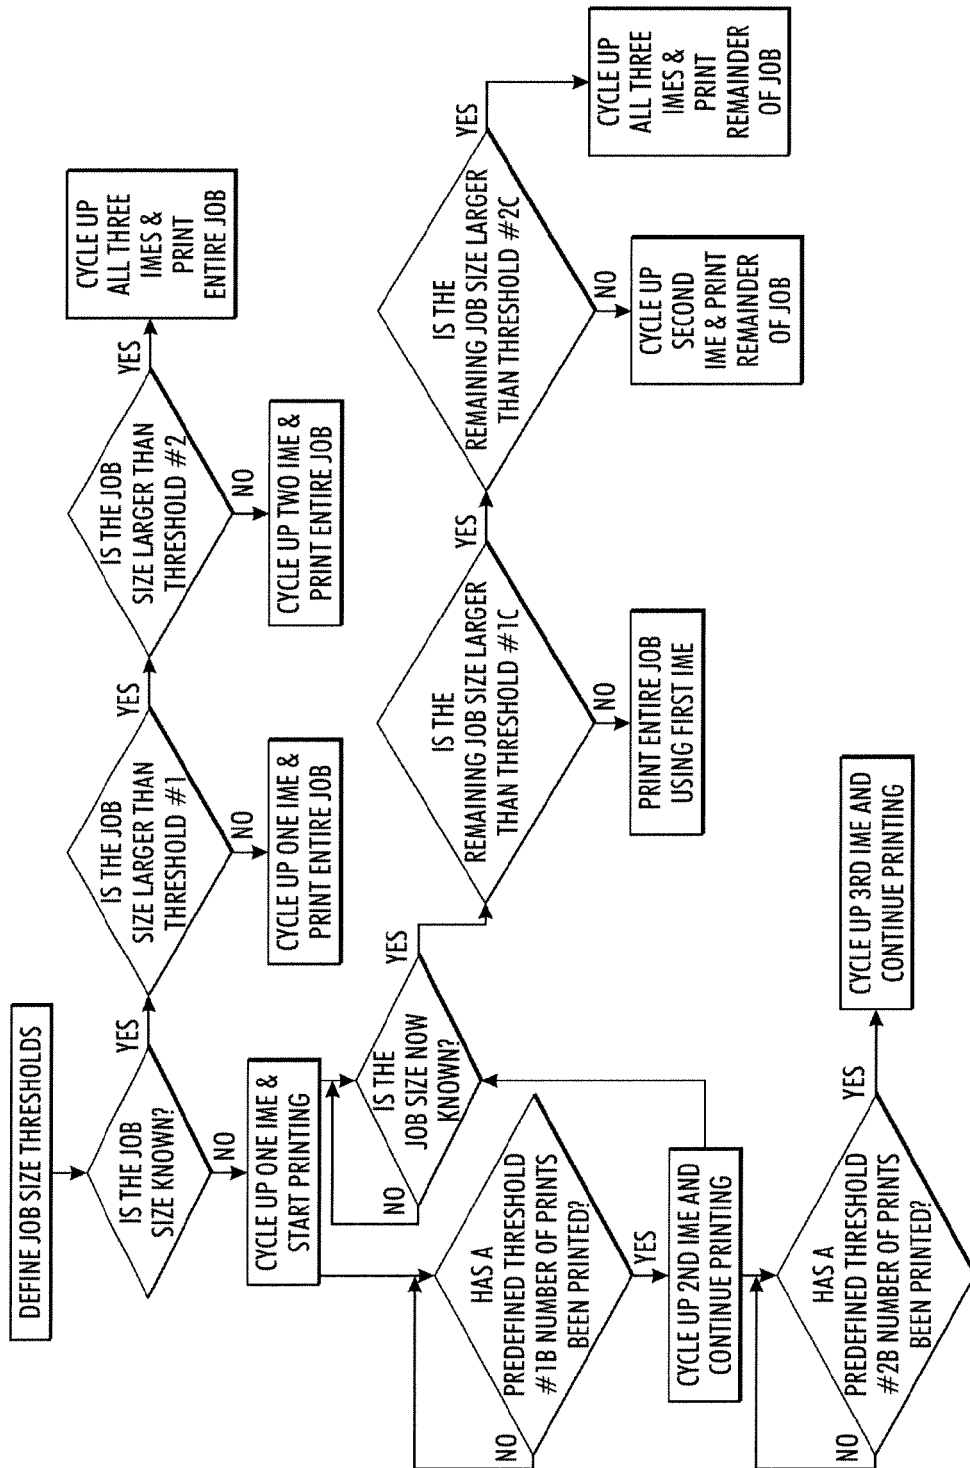 DEFINE JOB SIZE THRESHOLDS
IS THE JOB
SIZE KNOWN?
YES
NO
IS THE JOB
SIZE LARGER THAN
THRESHOLD #1
YES
NO
CYCLE UP ONE IME &
PRINT ENTIRE JOB
IS THE JOB
SIZE LARGER THAN
THRESHOLD #2
YES
NO
CYCLE UP TWO IME &
PRINT ENTIRE JOB
CYCLE UP
ALL THREE
IMES &
PRINT
ENTIRE JOB
CYCLE UP ONE IME &
START PRINTING
IS THE
JOB SIZE NOW
KNOWN?
NO
YES
IS THE
REMAINING JOB SIZE LARGER
THAN THRESHOLD #1C
YES
NO
PRINT ENTIRE JOB
USING FIRST IME
IS THE
REMAINING JOB SIZE LARGER
THAN THRESHOLD #2C
YES
NO
CYCLE UP
SECOND
IME & PRINT
REMAINDER
OF JOB
CYCLE UP
ALL THREE
IMES &
PRINT
REMAINDER
OF JOB
HAS A
PREDEFINED THRESHOLD
#1B NUMBER OF PRINTS
BEEN PRINTED?
NO
YES
CYCLE UP 2ND IME AND
CONTINUE PRINTING
HAS A
PREDEFINED THRESHOLD
#2B NUMBER OF PRINTS
BEEN PRINTED?
NO
YES
CYCLE UP 3RD IME AND
CONTINUE PRINTING